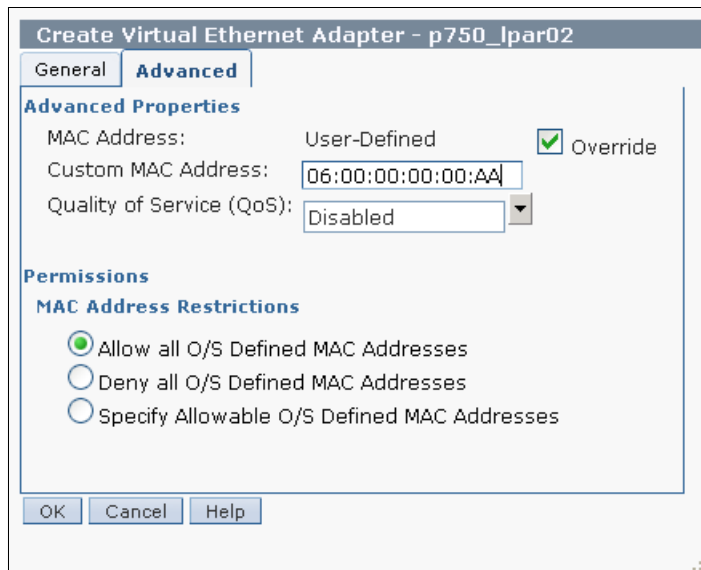 Create Virtual Ethernet Adapter - p750_lpar02
General Advanced
Advanced Properties
MAC Address: User-Defined Override
Custom MAC Address: 06:00:00:00:00:AA
Quality of Service (QoS): Disabled
Permissions
MAC Address Restrictions
Allow all O/S Defined MAC Addresses
Deny all O/S Defined MAC Addresses
Specify Allowable O/S Defined MAC Addresses
OK Cancel Help